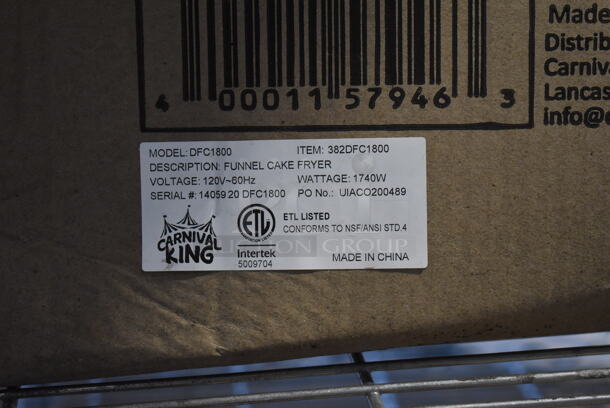 Made
Distrib
Carniva
Lancas
info@e
4 00011 57946 3
MODEL: DFC1800 ITEM: 382DFC1800
DESCRIPTION: FUNNEL CAKE FRYER
VOLTAGE: 120V~60Hz WATTAGE: 1740W
SERIAL #: 14059 20 DFC1800 PO No.: UIACO200489
CARNIVAL KING
ETL
Intertek
5009704
ETL LISTED
CONFORMS TO NSF/ANSI STD.4
MADE IN CHINA